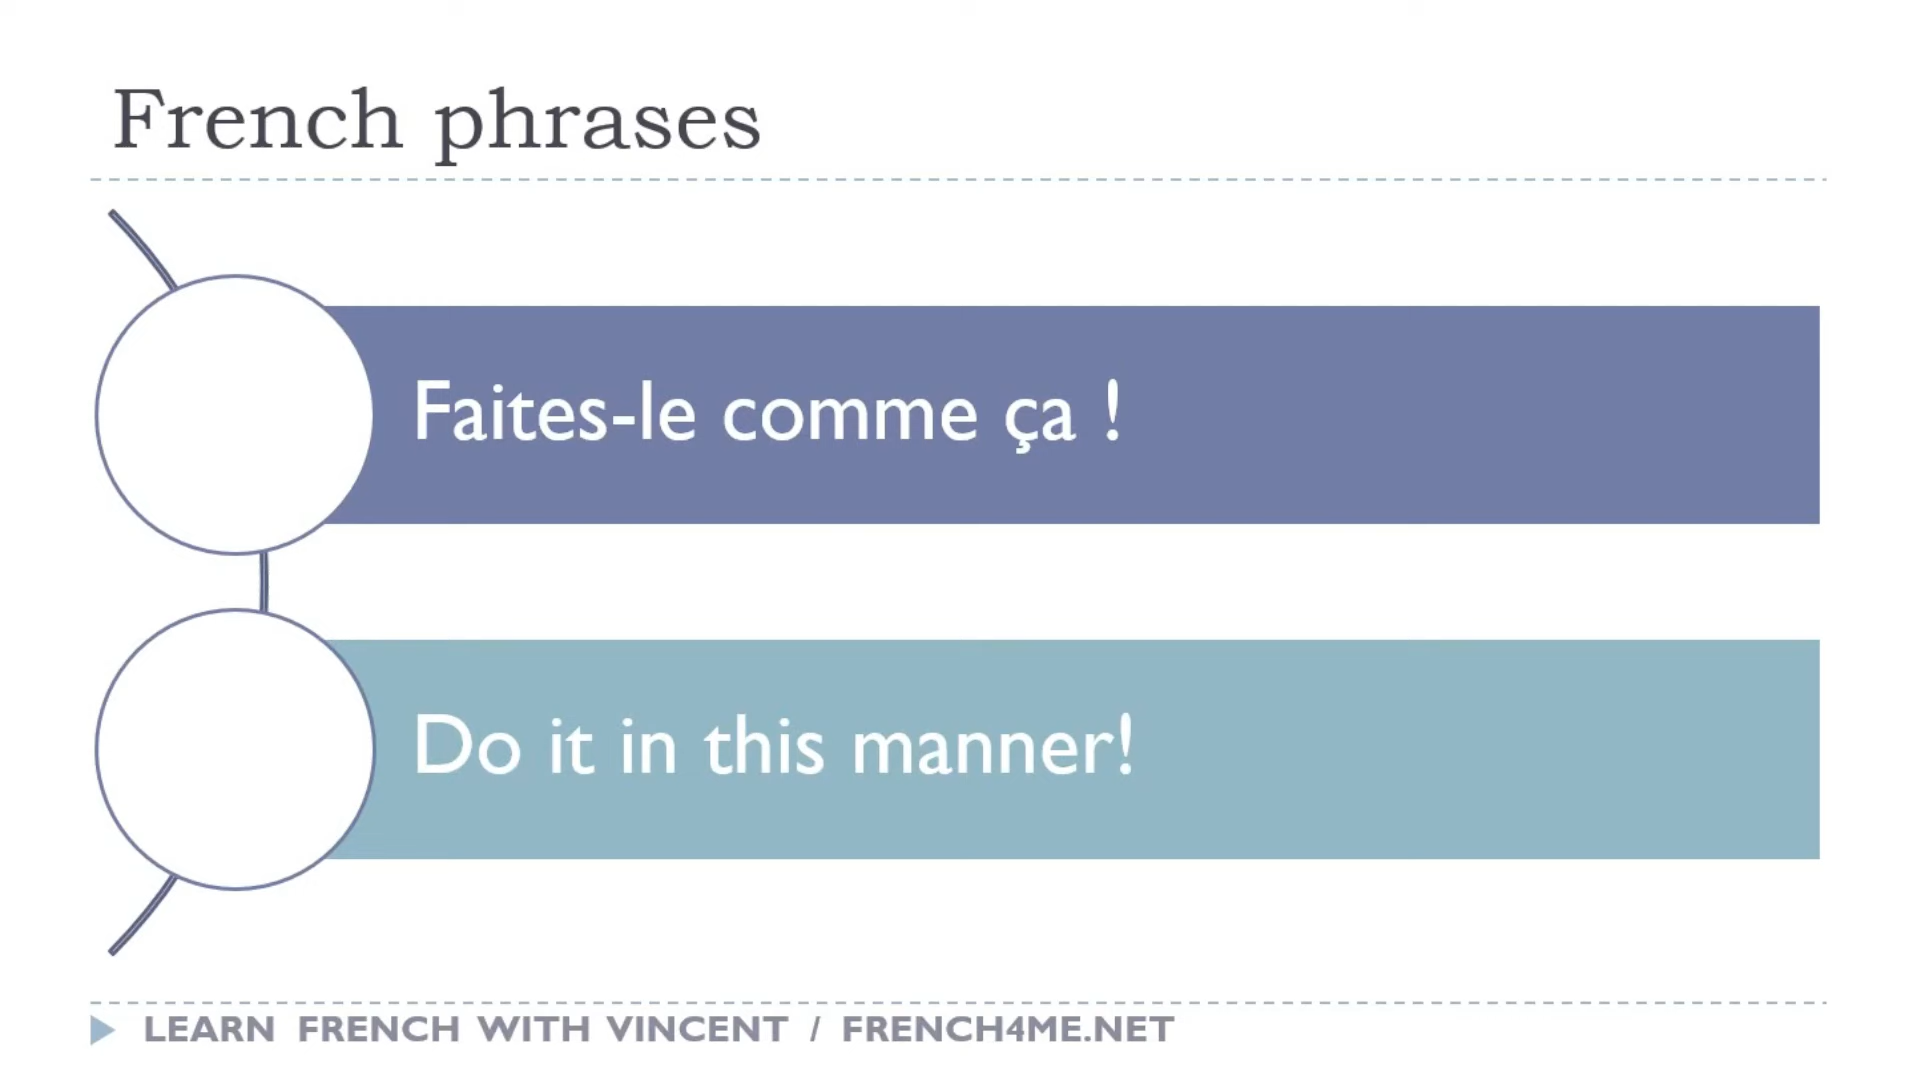 French phrases
Faites-le comme ça !
Do it in this manner!
LEARN FRENCH WITH VINCENT / FRENCH4ME.NET